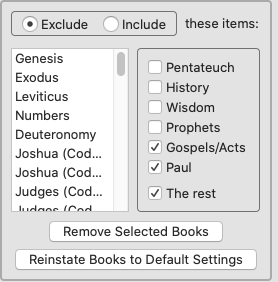 Exclude Include these items:
Genesis
Exodus
Leviticus
Numbers
Deuteronomy
Joshua (Cod...
Joshua (Cod...
Judges (Cod...
Judges (Cod...
Pentateuch
History
Wisdom
Prophets
Gospels/Acts
Paul
The rest
Remove Selected Books
Reinstate Books to Default Settings